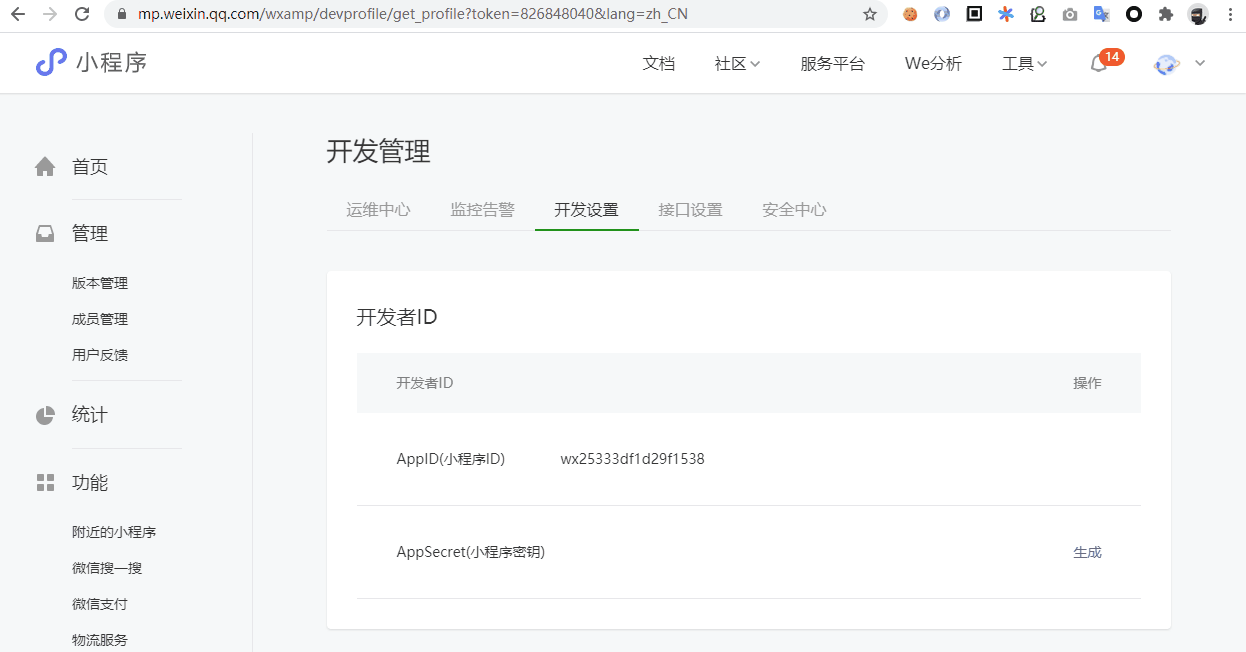 mp.weixin.qq.com/wxamp/devprofile/get_profile?token=826848040&lang=zh_CN
小程序
文档 社区 服务平台 We分析 工具 14
首页
管理
版本管理
成员管理
用户反馈
统计
功能
附近的小程序
微信搜一搜
微信支付
物流服务
开发管理
运维中心 监控告警 开发设置 接口设置 安全中心
开发者ID
开发者ID 操作
AppID(小程序ID) wx25333df1d29f1538
AppSecret(小程序密钥) 生成